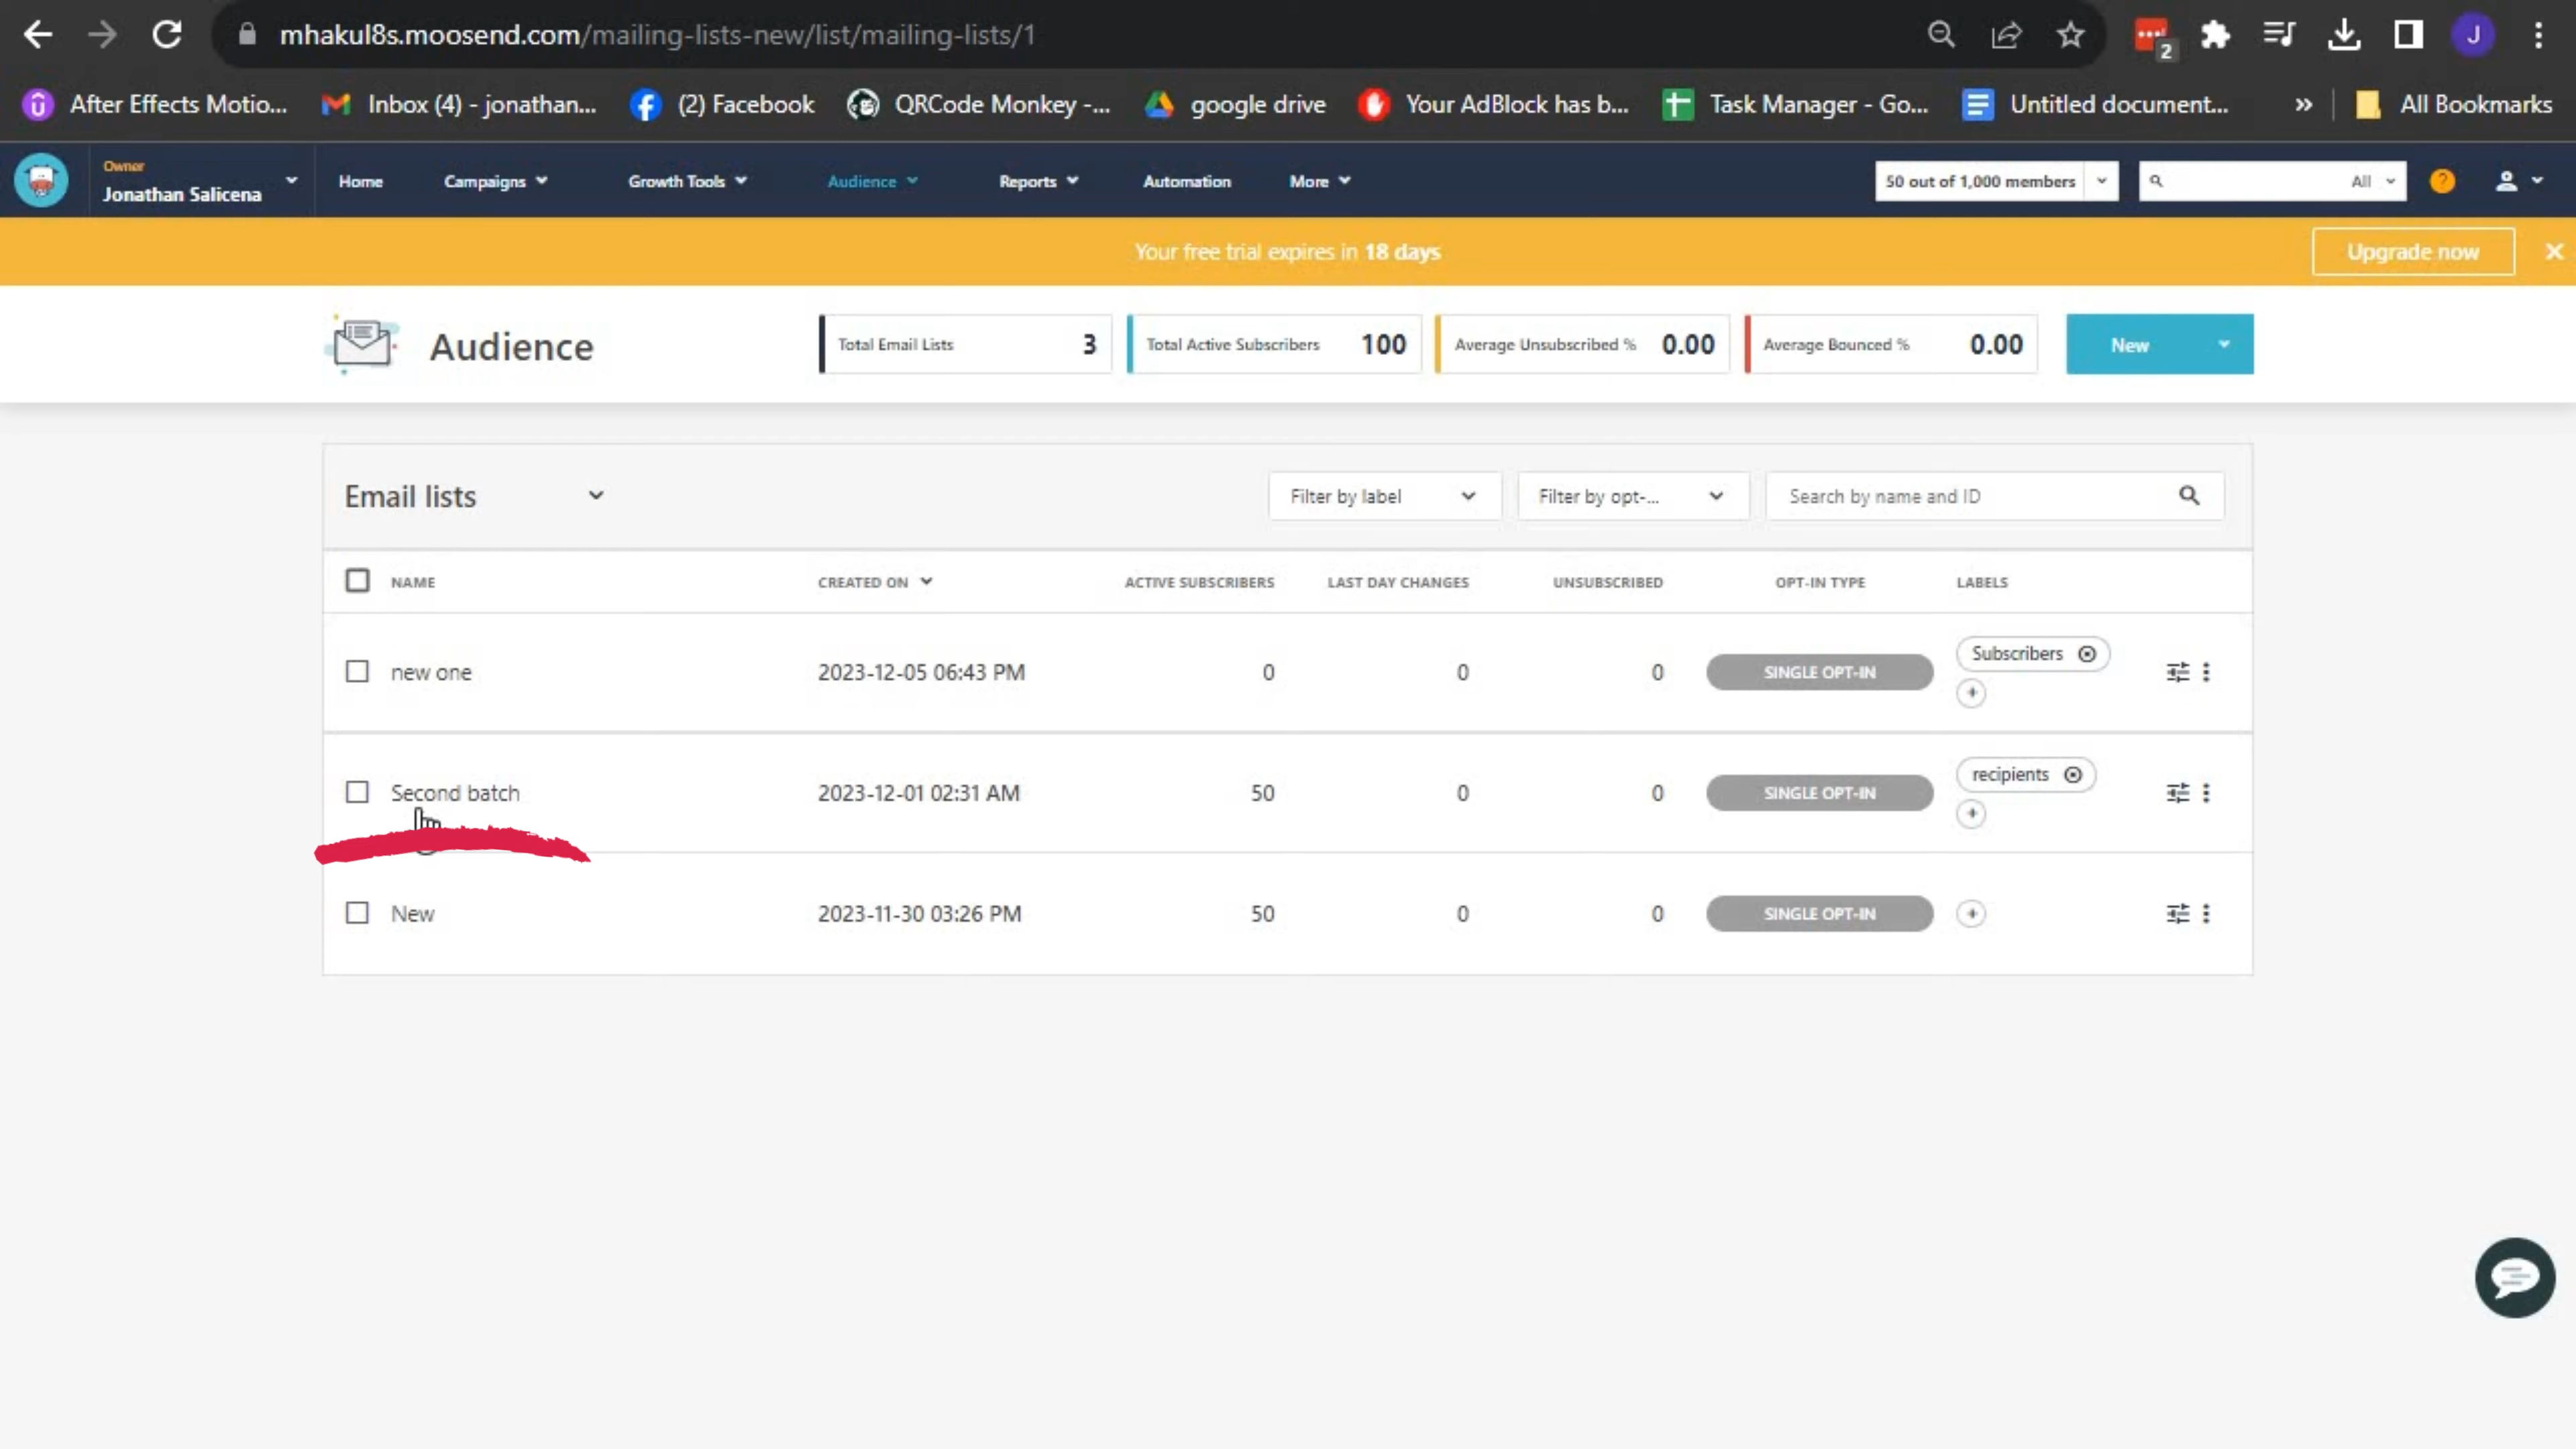 mhakul8s.moosend.com/mailing-lists-new/list/mailing-lists/1
2
J
After Effects Motio...
Inbox (4) - jonathan...
(2) Facebook
QRCode Monkey -...
google drive
Your AdBlock has b...
Task Manager - Go...
Untitled document...
»
All Bookmarks
Owner
Jonathan Salicena
Home
Campaigns
Growth Tools
Audience
Reports
Automation
More
50 out of 1,000 members
All
?
Your free trial expires in 18 days
Upgrade now
Audience
Total Email Lists 3
Total Active Subscribers 100
Average Unsubscribed % 0.00
Average Bounced % 0.00
New
Email lists
Filter by label
Filter by opt-...
Search by name and ID
NAME CREATED ON ACTIVE SUBSCRIBERS LAST DAY CHANGES UNSUBSCRIBED OPT-IN TYPE LABELS
new one 2023-12-05 06:43 PM 0 0 0 SINGLE OPT-IN Subscribers
Second batch 2023-12-01 02:31 AM 50 0 0 SINGLE OPT-IN recipients
New 2023-11-30 03:26 PM 50 0 0 SINGLE OPT-IN